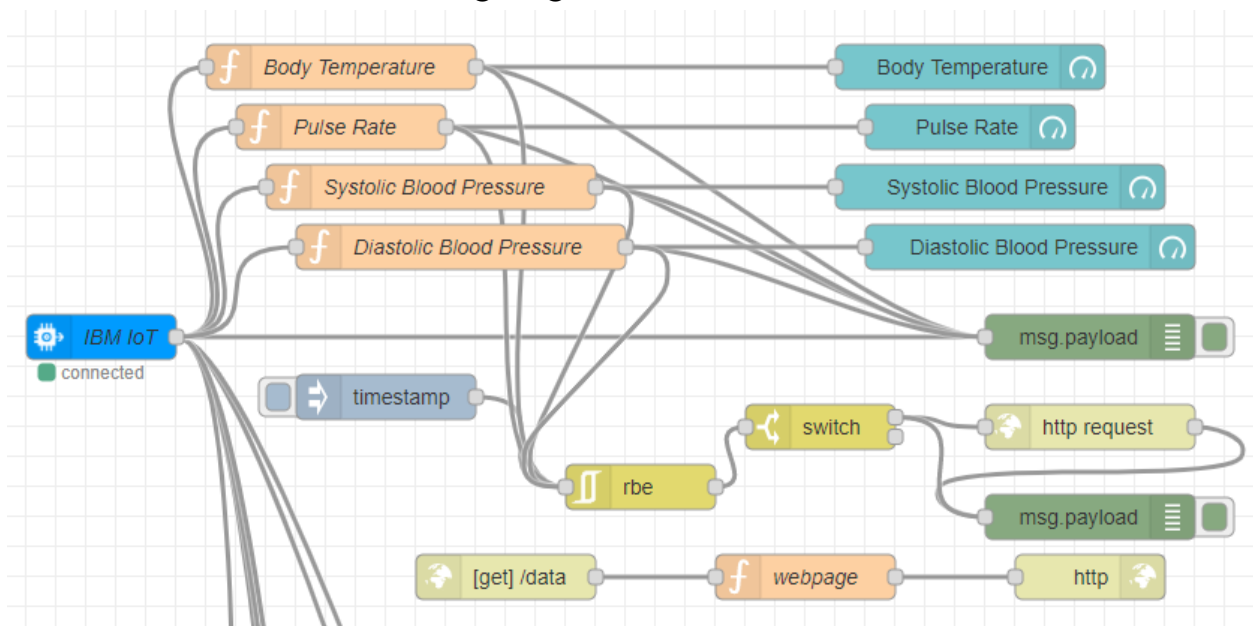 Body Temperature
Body Temperature
Pulse Rate
Pulse Rate
Systolic Blood Pressure
Systolic Blood Pressure
Diastolic Blood Pressure
Diastolic Blood Pressure
IBM IoT
msg.payload
connected
timestamp
switch
http request
rbe
msg.payload
[get] /data
webpage
http